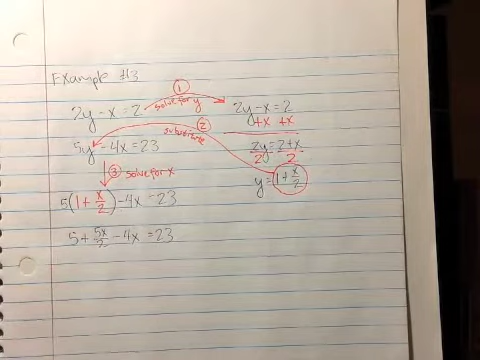 Example #3
① solve for y
2y - x = 2
5y - 4x = 23
2y - x = 2
+x +x
② substitute
2y = 2 + x
2 2
y = 1 + x/2
③ solve for x
5(1 + x/2) - 4x = 23
5 + 5x/2 - 4x = 23